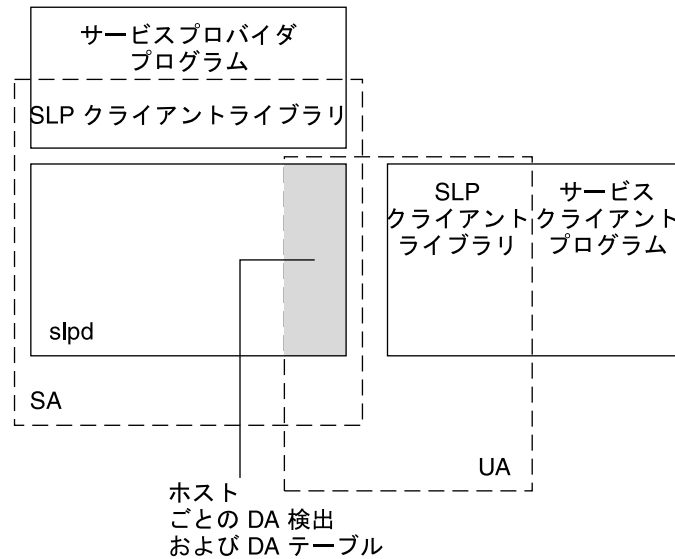 サービスプロバイダ
プログラム
SLP クライアントライブラリ
SLP
クライアント
ライブラリ
サービス
クライアント
プログラム
slpd
SA
UA
ホスト
ごとの DA 検出
および DA テーブル